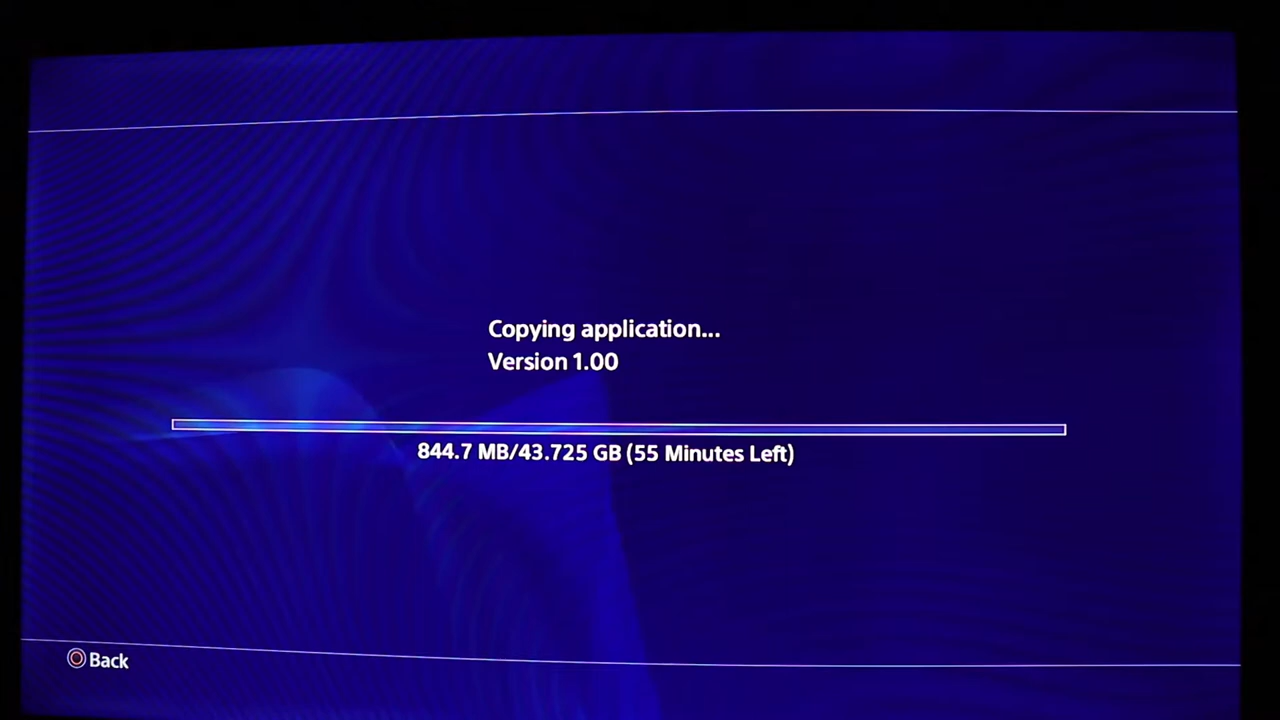 Copying application...
Version 1.00
844.7 MB/43.725 GB (55 Minutes Left)
Back